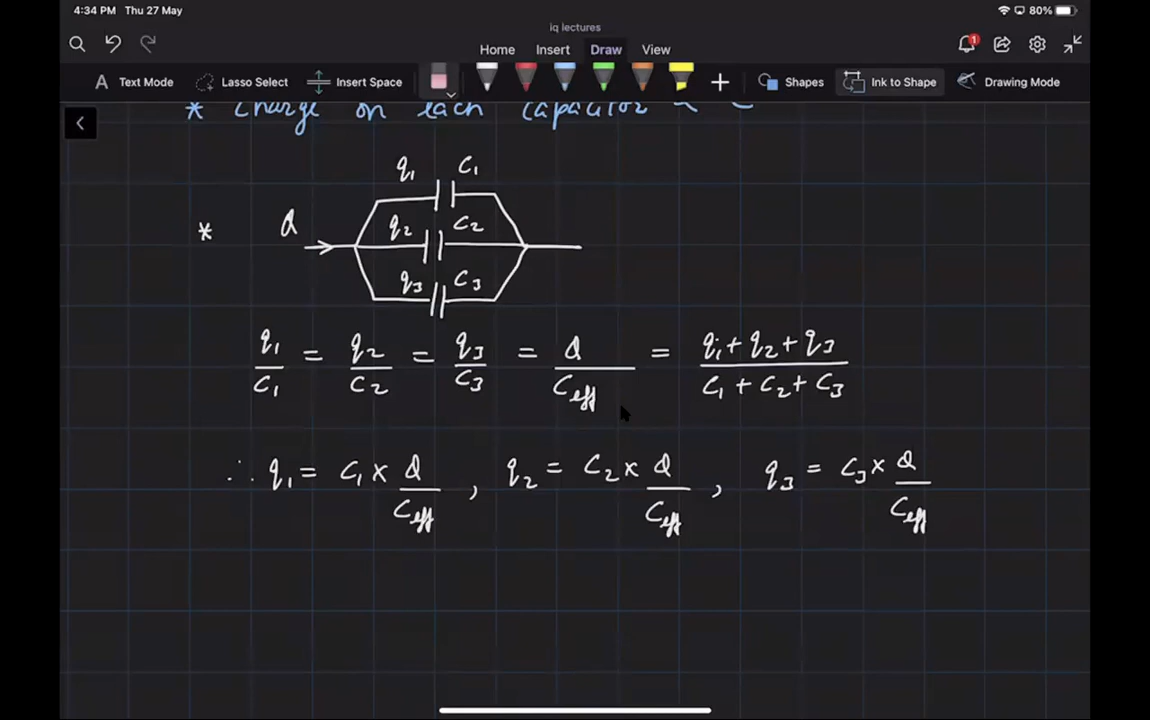 4:34 PM Thu 27 May 80%
iq lectures
Home Insert Draw View 1
A Text Mode Lasso Select Insert Space Shapes Ink to Shape Drawing Mode
* Charge on each capacitor ∝ C
q₁ C₁
* Q q₂ C₂
q₃ C₃
q₁/C₁ = q₂/C₂ = q₃/C₃ = Q/Ceff = (q₁ + q₂ + q₃)/(C₁ + C₂ + C₃)
∴ q₁ = C₁ × Q/Ceff , q₂ = C₂ × Q/Ceff , q₃ = C₃ × Q/Ceff